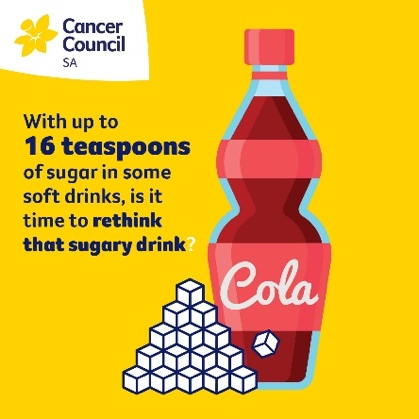 Cancer
Council
SA
With up to
16 teaspoons
of sugar in some
soft drinks, is it
time to rethink
that sugary drink?
Cola